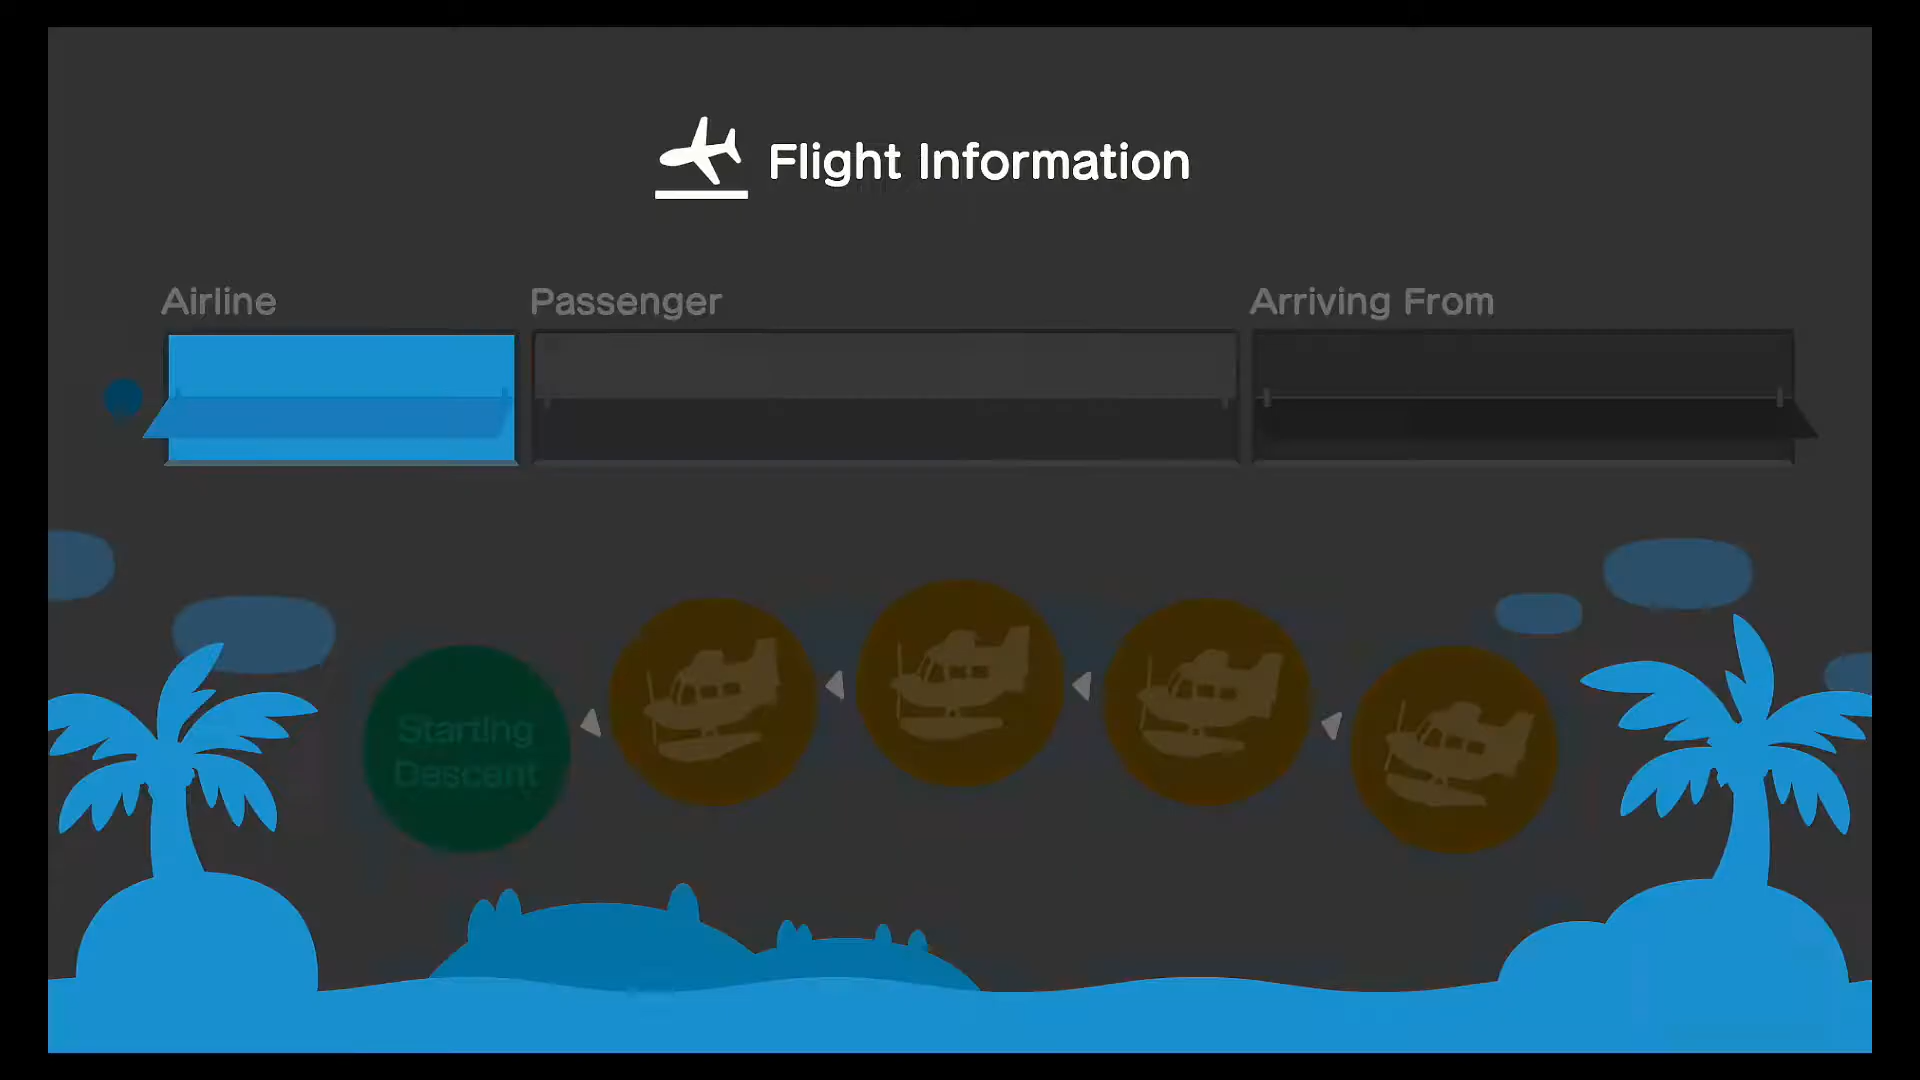 Flight Information
Airline
Passenger
Arriving From
Starting
Descent